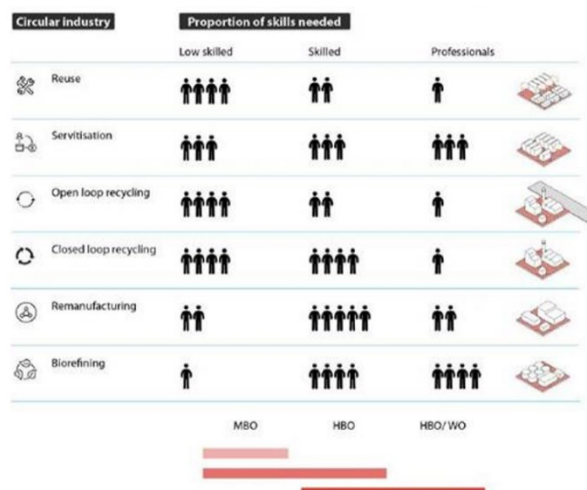 Circular industry
Proportion of skills needed
Low skilled
Skilled
Professionals
Reuse
Servitisation
Open loop recycling
Closed loop recycling
Remanufacturing
Biorefining
MBO
HBO
HBO/ WO